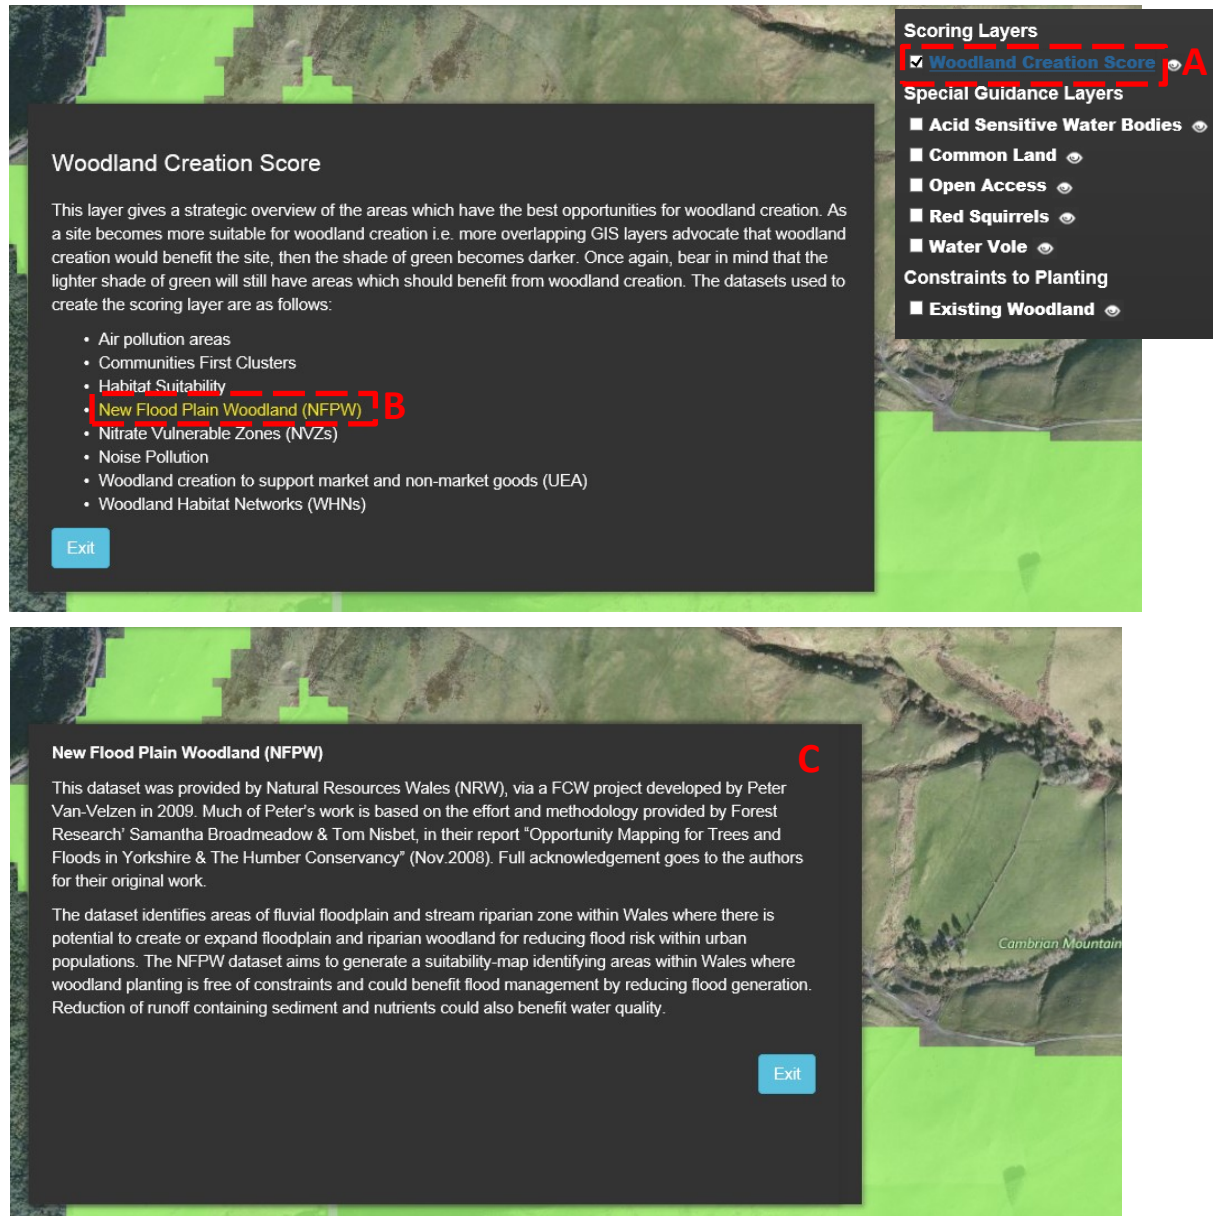 Scoring Layers
Woodland Creation Score A
Special Guidance Layers
Acid Sensitive Water Bodies
Common Land
Open Access
Red Squirrels
Water Vole
Constraints to Planting
Existing Woodland
Woodland Creation Score
This layer gives a strategic overview of the areas which have the best opportunities for woodland creation. As
a site becomes more suitable for woodland creation i.e. more overlapping GIS layers advocate that woodland
creation would benefit the site, then the shade of green becomes darker. Once again, bear in mind that the
lighter shade of green will still have areas which should benefit from woodland creation. The datasets used to
create the scoring layer are as follows:
• Air pollution areas
• Communities First Clusters
• Habitat Suitability
• New Flood Plain Woodland (NFPW) B
• Nitrate Vulnerable Zones (NVZs)
• Noise Pollution
• Woodland creation to support market and non-market goods (UEA)
• Woodland Habitat Networks (WHNs)
Exit
New Flood Plain Woodland (NFPW) C
This dataset was provided by Natural Resources Wales (NRW), via a FCW project developed by Peter
Van-Velzen in 2009. Much of Peter's work is based on the effort and methodology provided by Forest
Research' Samantha Broadmeadow & Tom Nisbet, in their report “Opportunity Mapping for Trees and
Floods in Yorkshire & The Humber Conservancy” (Nov.2008). Full acknowledgement goes to the authors
for their original work.
The dataset identifies areas of fluvial floodplain and stream riparian zone within Wales where there is
potential to create or expand floodplain and riparian woodland for reducing flood risk within urban
populations. The NFPW dataset aims to generate a suitability-map identifying areas within Wales where
woodland planting is free of constraints and could benefit flood management by reducing flood generation.
Reduction of runoff containing sediment and nutrients could also benefit water quality.
Cambrian Mountain
Exit